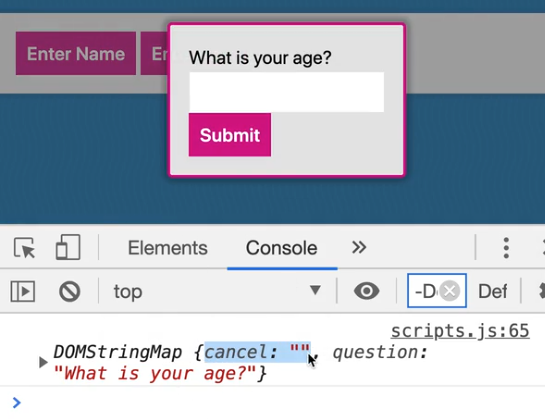 Enter Name
What is your age?
Submit
Elements
Console
top
-D
Def
scripts.js:65
DOMStringMap {cancel: "", question:
"What is your age?"}